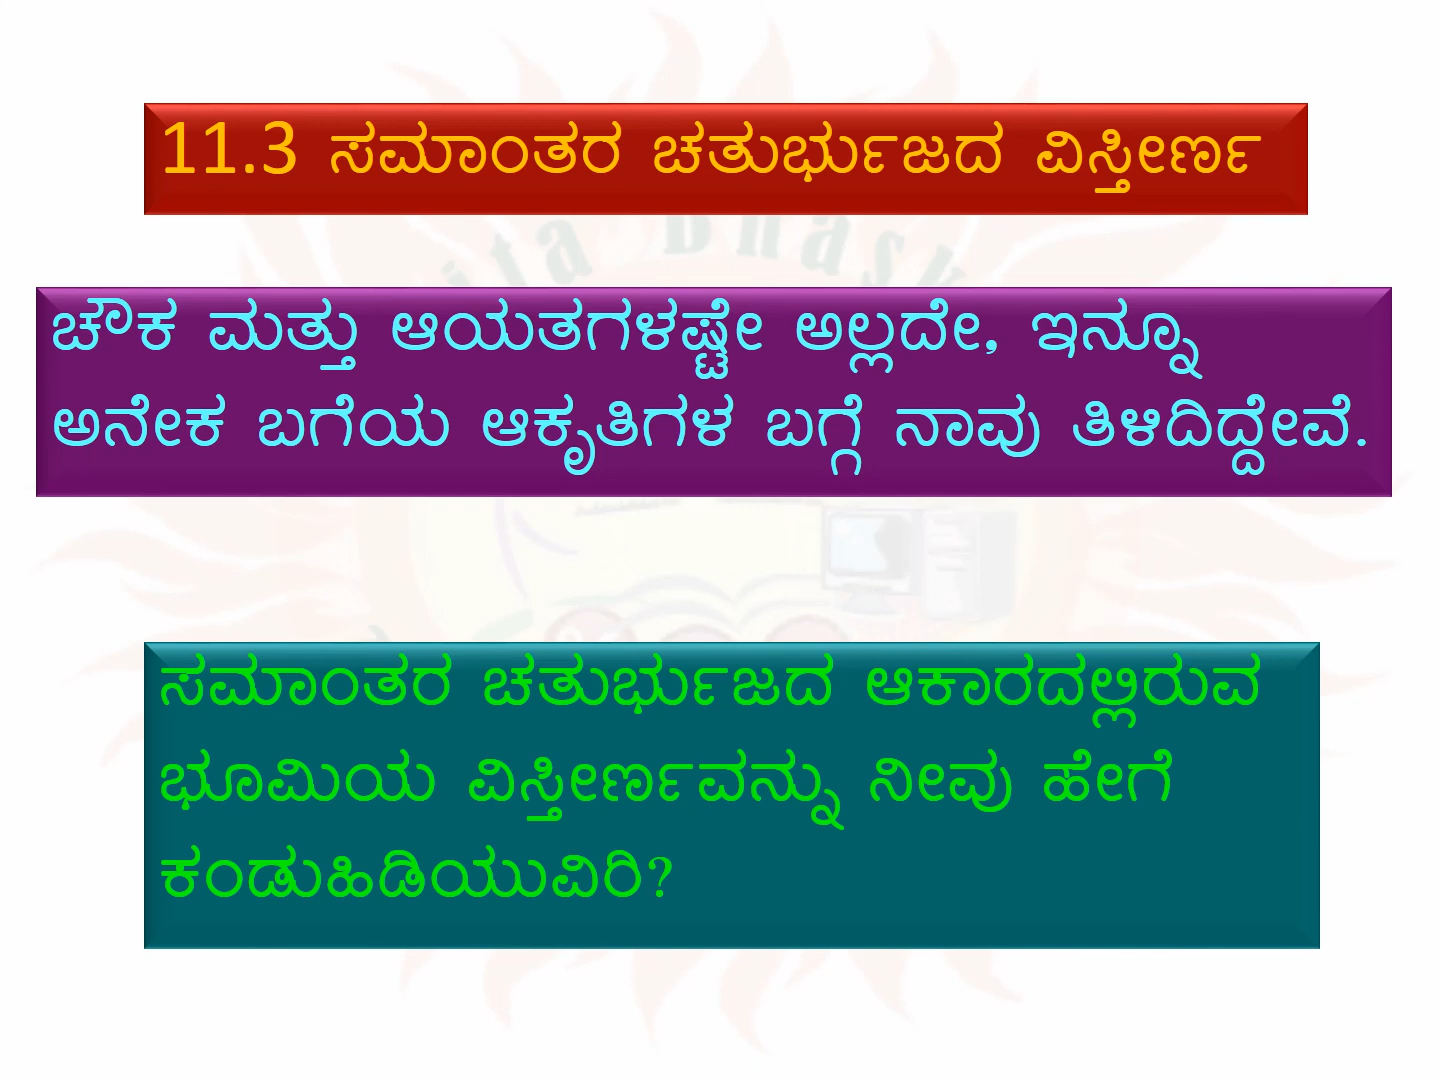 11.3 ಸಮಾಂತರ ಚತುರ್ಭುಜದ ವಿಸ್ತೀರ್ಣ
ಚೌಕ ಮತ್ತು ಆಯತಗಳಷ್ಟೇ ಅಲ್ಲದೇ, ಇನ್ನೂ
ಅನೇಕ ಬಗೆಯ ಆಕೃತಿಗಳ ಬಗ್ಗೆ ನಾವು ತಿಳಿದಿದ್ದೇವೆ.
ಸಮಾಂತರ ಚತುರ್ಭುಜದ ಆಕಾರದಲ್ಲಿರುವ
ಭೂಮಿಯ ವಿಸ್ತೀರ್ಣವನ್ನು ನೀವು ಹೇಗೆ
ಕಂಡುಹಿಡಿಯುವಿರಿ?